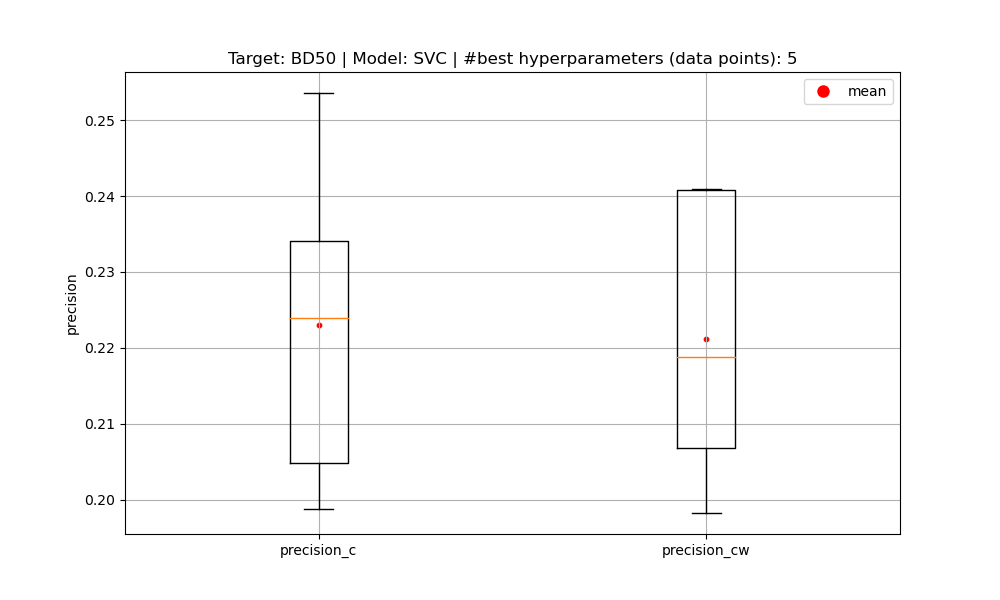 Target: BD50 | Model: SVC | #best hyperparameters (data points): 5
mean
precision
0.25
0.24
0.23
0.22
0.21
0.20
precision_c
precision_cw